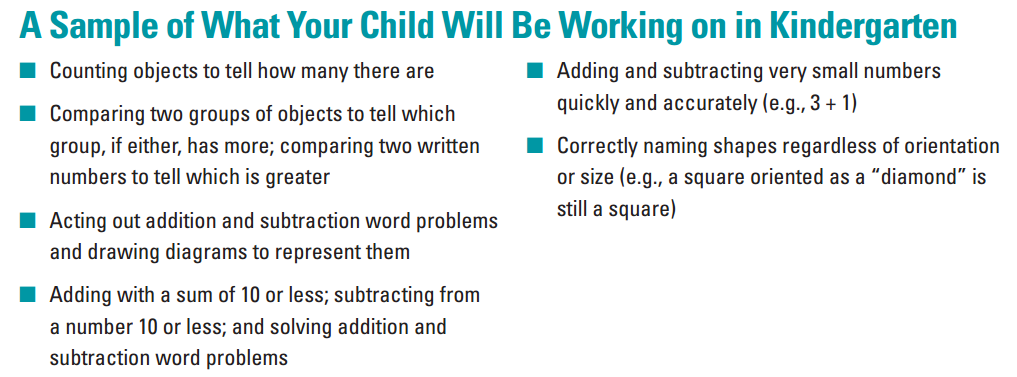 A Sample of What Your Child Will Be Working on in Kindergarten
■ Counting objects to tell how many there are
■ Comparing two groups of objects to tell which
group, if either, has more; comparing two written
numbers to tell which is greater
■ Acting out addition and subtraction word problems
and drawing diagrams to represent them
■ Adding with a sum of 10 or less; subtracting from
a number 10 or less; and solving addition and
subtraction word problems
■ Adding and subtracting very small numbers
quickly and accurately (e.g., 3 + 1)
■ Correctly naming shapes regardless of orientation
or size (e.g., a square oriented as a “diamond” is
still a square)